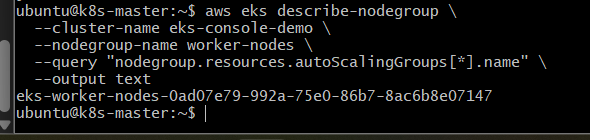 ubuntu@k8s-master:~$ aws eks describe-nodegroup \
  --cluster-name eks-console-demo \
  --nodegroup-name worker-nodes \
  --query "nodegroup.resources.autoScalingGroups[*].name" \
  --output text
eks-worker-nodes-0ad07e79-992a-75e0-86b7-8ac6b8e07147
ubuntu@k8s-master:~$